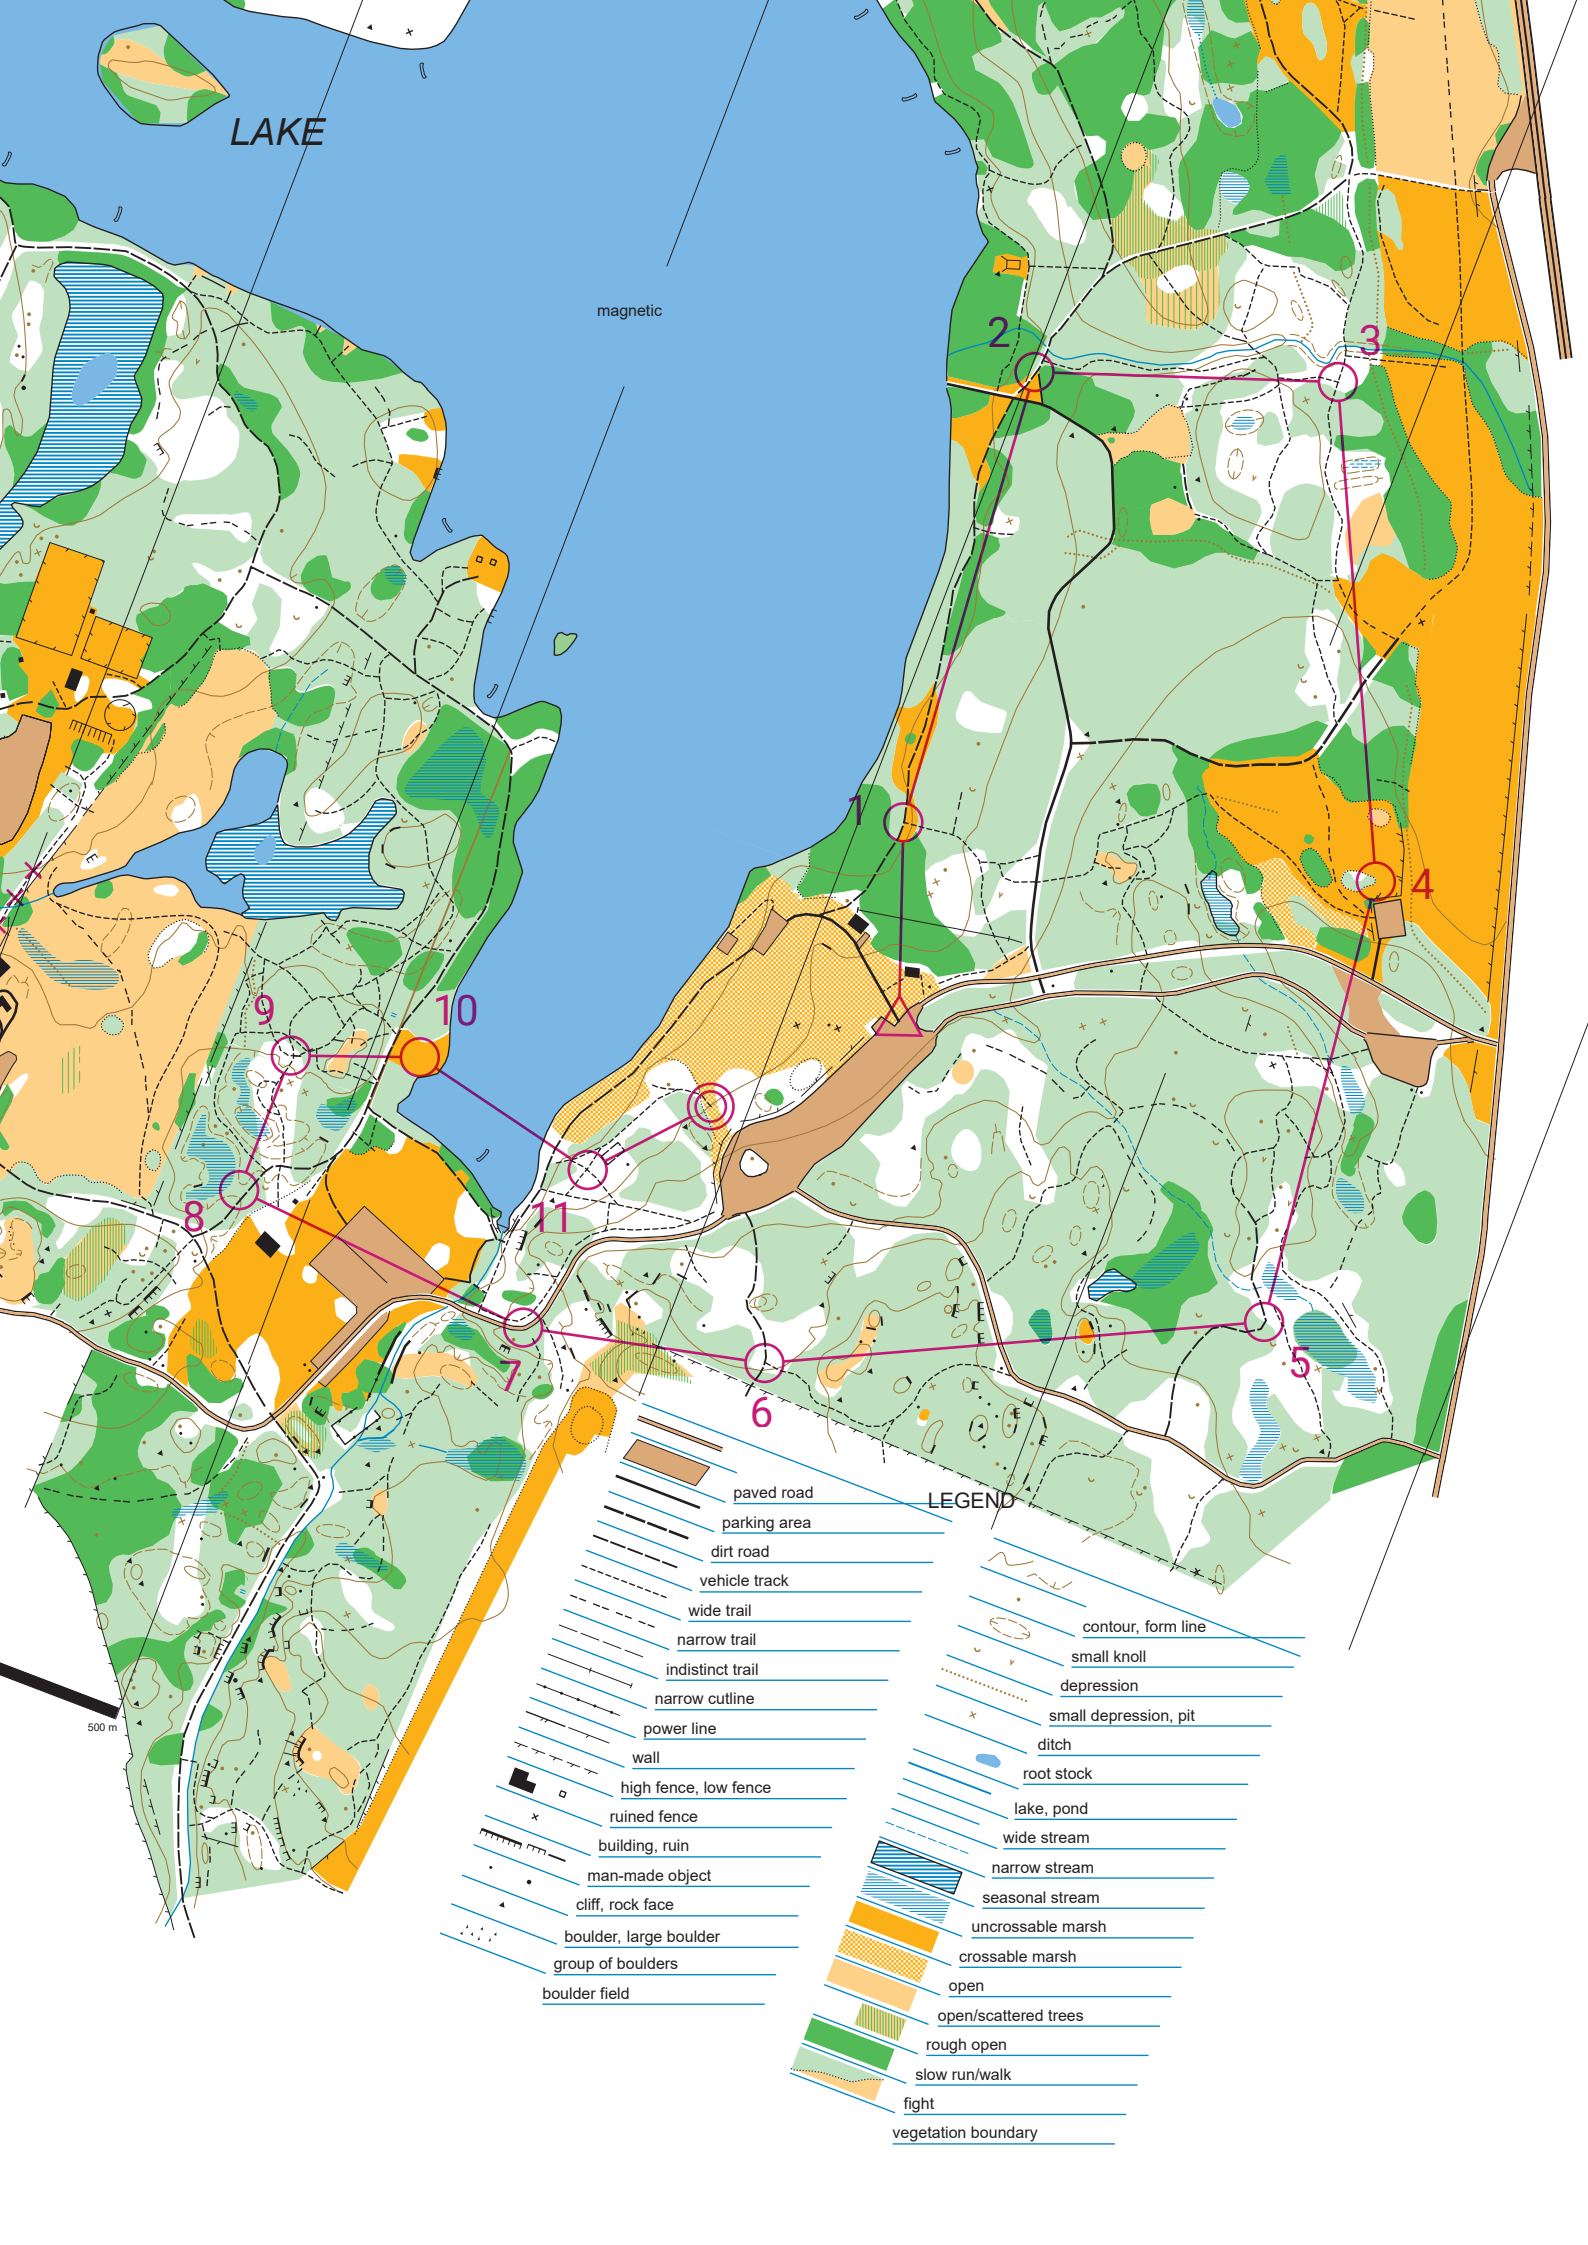 LAKE
magnetic
2
3
1
4
9
10
8
11
7
6
5
LEGEND
paved road
parking area
dirt road
vehicle track
wide trail
narrow trail
indistinct trail
narrow cutline
power line
wall
high fence, low fence
ruined fence
building, ruin
man-made object
cliff, rock face
boulder, large boulder
group of boulders
boulder field
contour, form line
small knoll
depression
small depression, pit
ditch
root stock
lake, pond
wide stream
narrow stream
seasonal stream
uncrossable marsh
crossable marsh
open
open/scattered trees
rough open
slow run/walk
fight
vegetation boundary
500 m